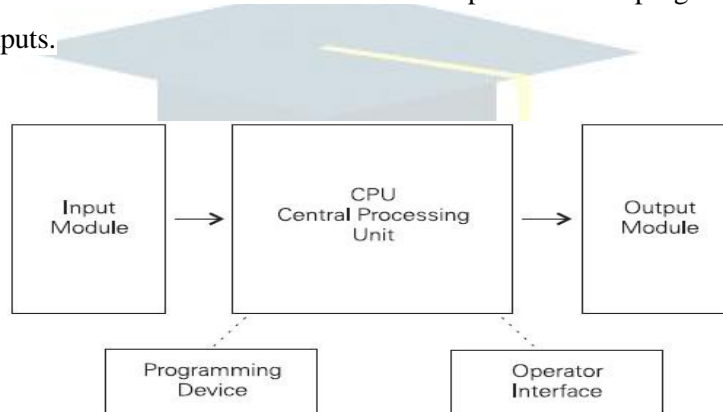 puts.
Input
Module
CPU
Central Processing
Unit
Output
Module
Programming
Device
Operator
Interface